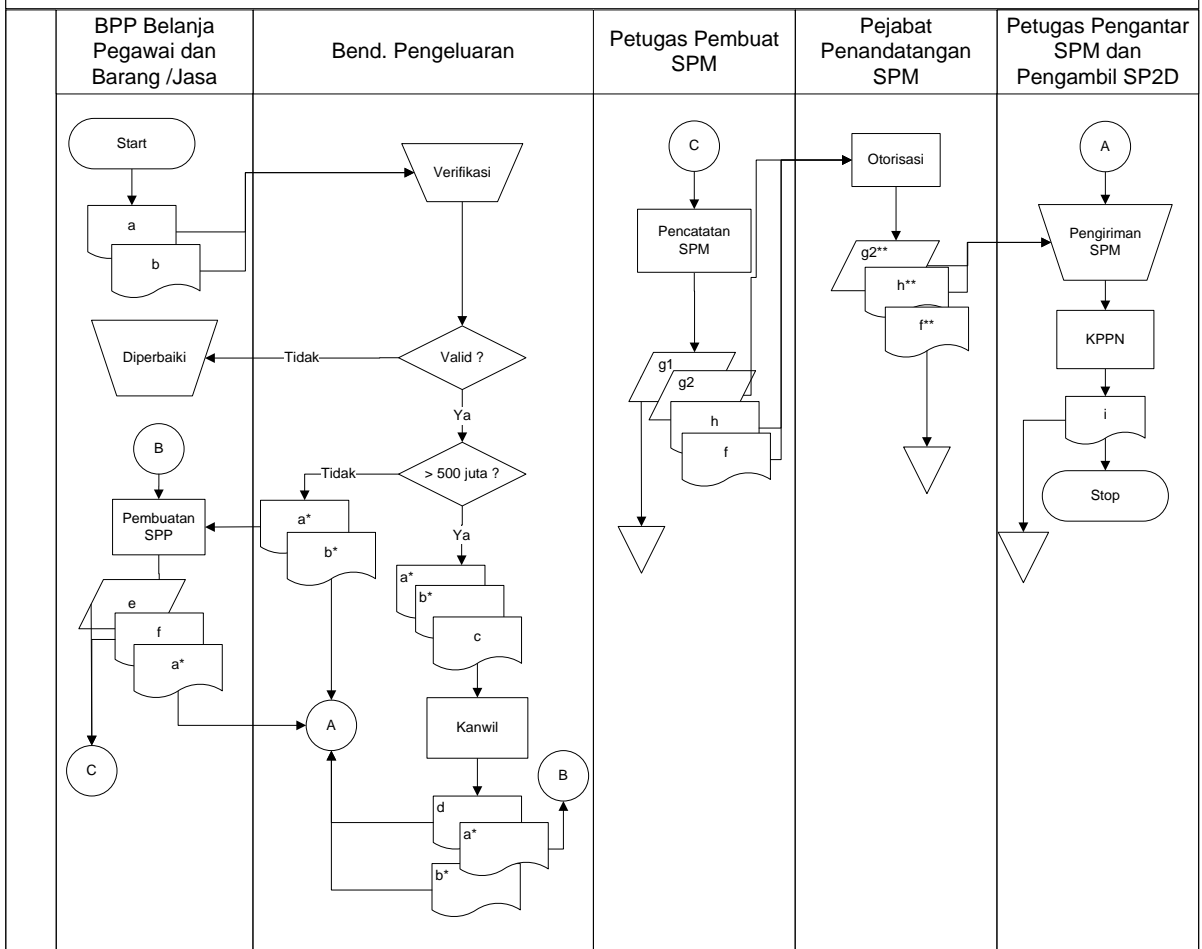 BPP Belanja
Pegawai dan
Barang /Jasa
Bend. Pengeluaran
Petugas Pembuat
SPM
Pejabat
Penandatangan
SPM
Petugas Pengantar
SPM dan
Pengambil SP2D
Start
a
b
Diperbaiki
B
Pembuatan
SPP
e
f
a*
C
Verifikasi
Valid ?
Tidak
Ya
> 500 juta ?
Tidak
Ya
a*
b*
a*
b*
c
A
Kanwil
B
d
a*
b*
C
Pencatatan
SPM
g1
g2
h
f
Otorisasi
g2**
h**
f**
A
Pengiriman
SPM
KPPN
i
Stop